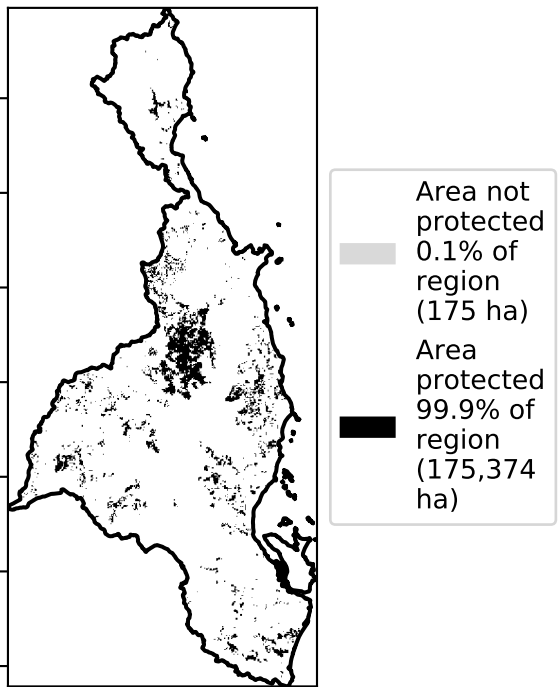 Area not
protected
0.1% of
region
(175 ha)
Area
protected
99.9% of
region
(175,374
ha)